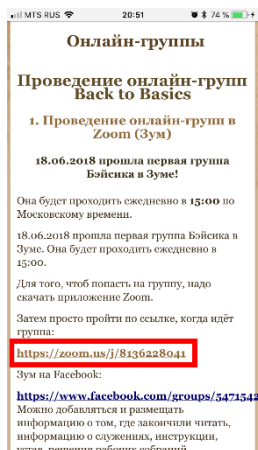 MTS RUS 20:51 74 %
Онлайн-группы
Проведение онлайн-групп
Back to Basics
1. Проведение онлайн-групп в
Zoom (Зум)
18.06.2018 прошла первая группа
Бэйсика в Зуме!
Она будет проходить ежедневно в 15:00 по
Московскому времени.
18.06.2018 прошла первая группа Бэйсика в
Зуме. Она будет проходить ежедневно в
15:00.
Для того, чтоб попасть на группу, надо
скачать приложение Zoom.
Затем просто пройти по ссылке, когда идёт
группа:
https://zoom.us/j/8136228041
Зум на Facebook:
https://www.facebook.com/groups/5471542
Можно добавляться и размещать
информацию о том, где закончили читать,
информацию о служениях, инструкции,
устав, решения рабочих собраний